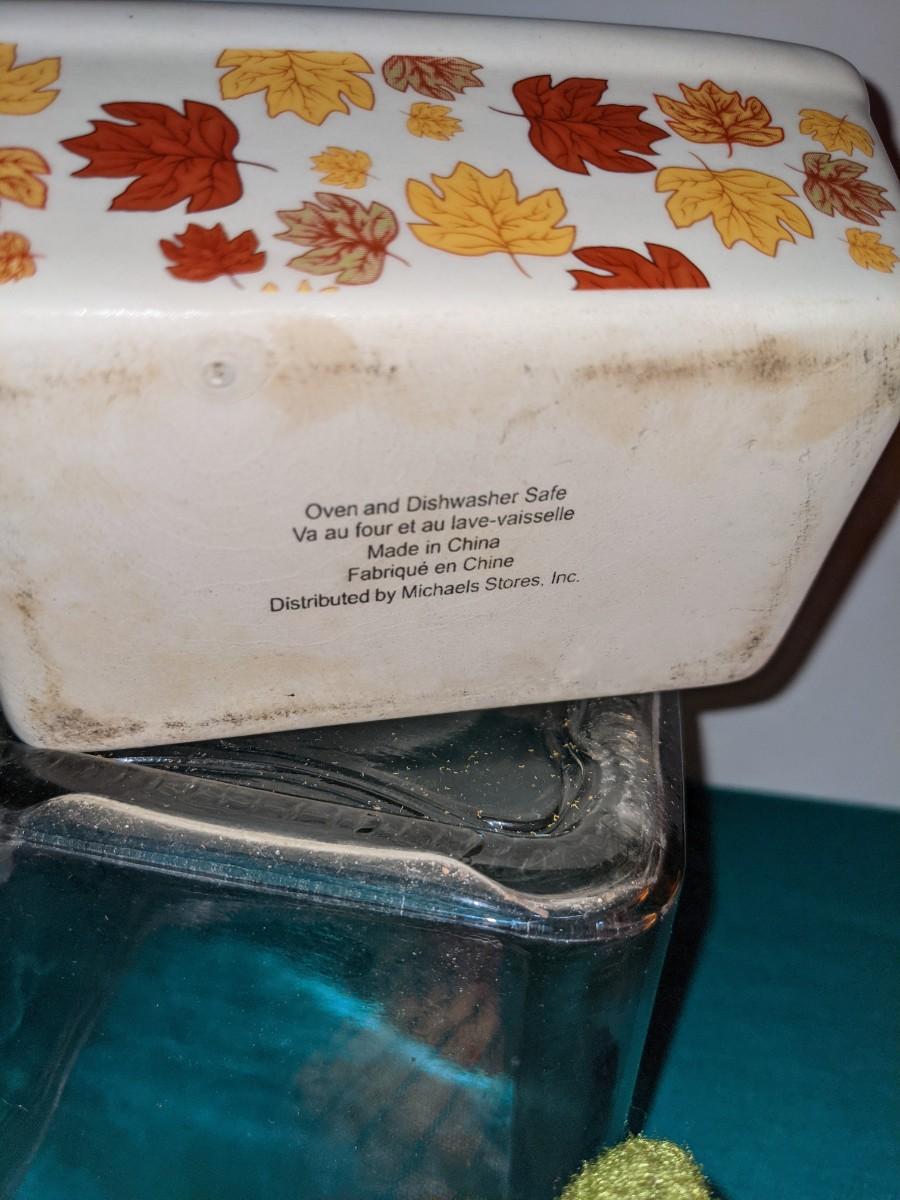 Oven and Dishwasher Safe
Va au four et au lave-vaisselle
Made in China
Fabriqué en Chine
Distributed by Michaels Stores, Inc.